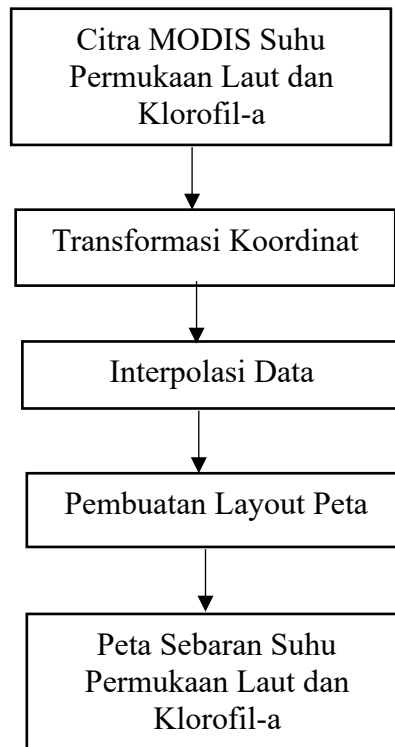 Citra MODIS Suhu
Permukaan Laut dan
Klorofil-a
Transformasi Koordinat
Interpolasi Data
Pembuatan Layout Peta
Peta Sebaran Suhu
Permukaan Laut dan
Klorofil-a